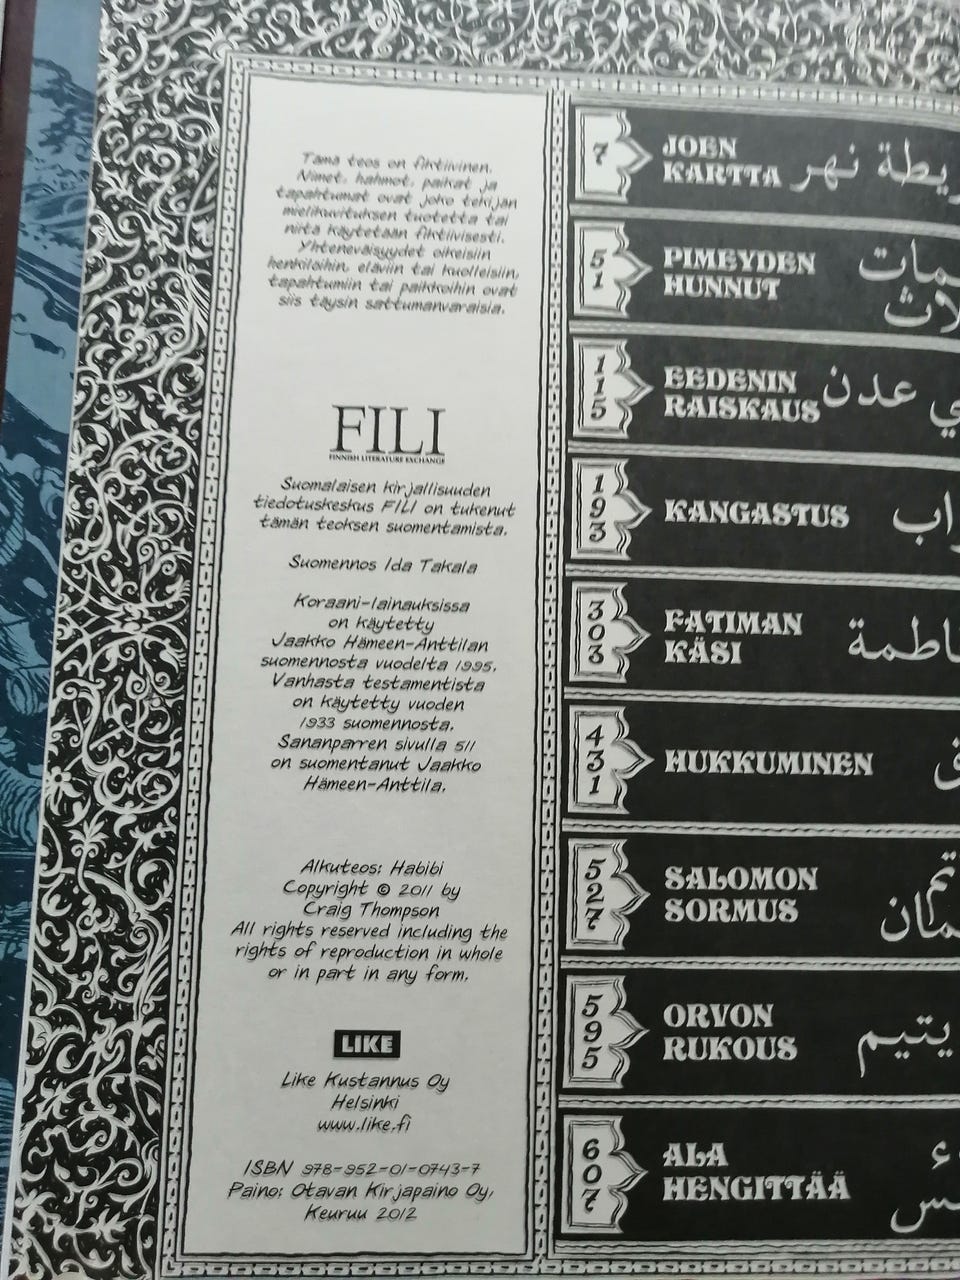 Tämä teos on fiktiivinen.
Nimet, hahmot, paikat ja
tapahtumat ovat joko tekijän
mielikuvituksen tuotetta tai
niitä käytetään fiktiivisesti.
Yhteneväisyydet oikeisiin
henkilöihin, eläviin tai kuolleisiin,
tapahtumiin tai paikkoihin ovat
siis täysin sattumanvaraisia.
FILI
FINNISH LITERATURE EXCHANGE
Suomalaisen kirjallisuuden
tiedotuskeskus FILI on tukenut
tämän teoksen suomentamista.
Suomennos Ida Takala
Koraani-lainauksissa
on käytetty
Jaakko Hämeen-Anttilan
suomennosta vuodelta 1995.
Vanhasta testamentista
on käytetty vuoden
1933 suomennosta.
Sananparren sivulla 511
on suomentanut Jaakko
Hämeen-Anttila.
Alkuteos: Habibi
Copyright © 2011 by
Craig Thompson
All rights reserved including the
rights of reproduction in whole
or in part in any form.
LIKE
Like Kustannus Oy
Helsinki
www.like.fi
ISBN 978-952-01-0743-7
Paino: Otavan Kirjapaino Oy,
Keuruu 2012
7
JOEN
KARTTA نهر
51
PIMEYDEN
HUNNUT
115
EEDENIN عدن
RAISKAUS
193
KANGASTUS
303
FATIMAN
KÄSI
431
HUKKUMINEN
527
SALOMON
SORMUS
595
ORVON
RUKOUS يتيم
607
ALA
HENGITTÄÄ